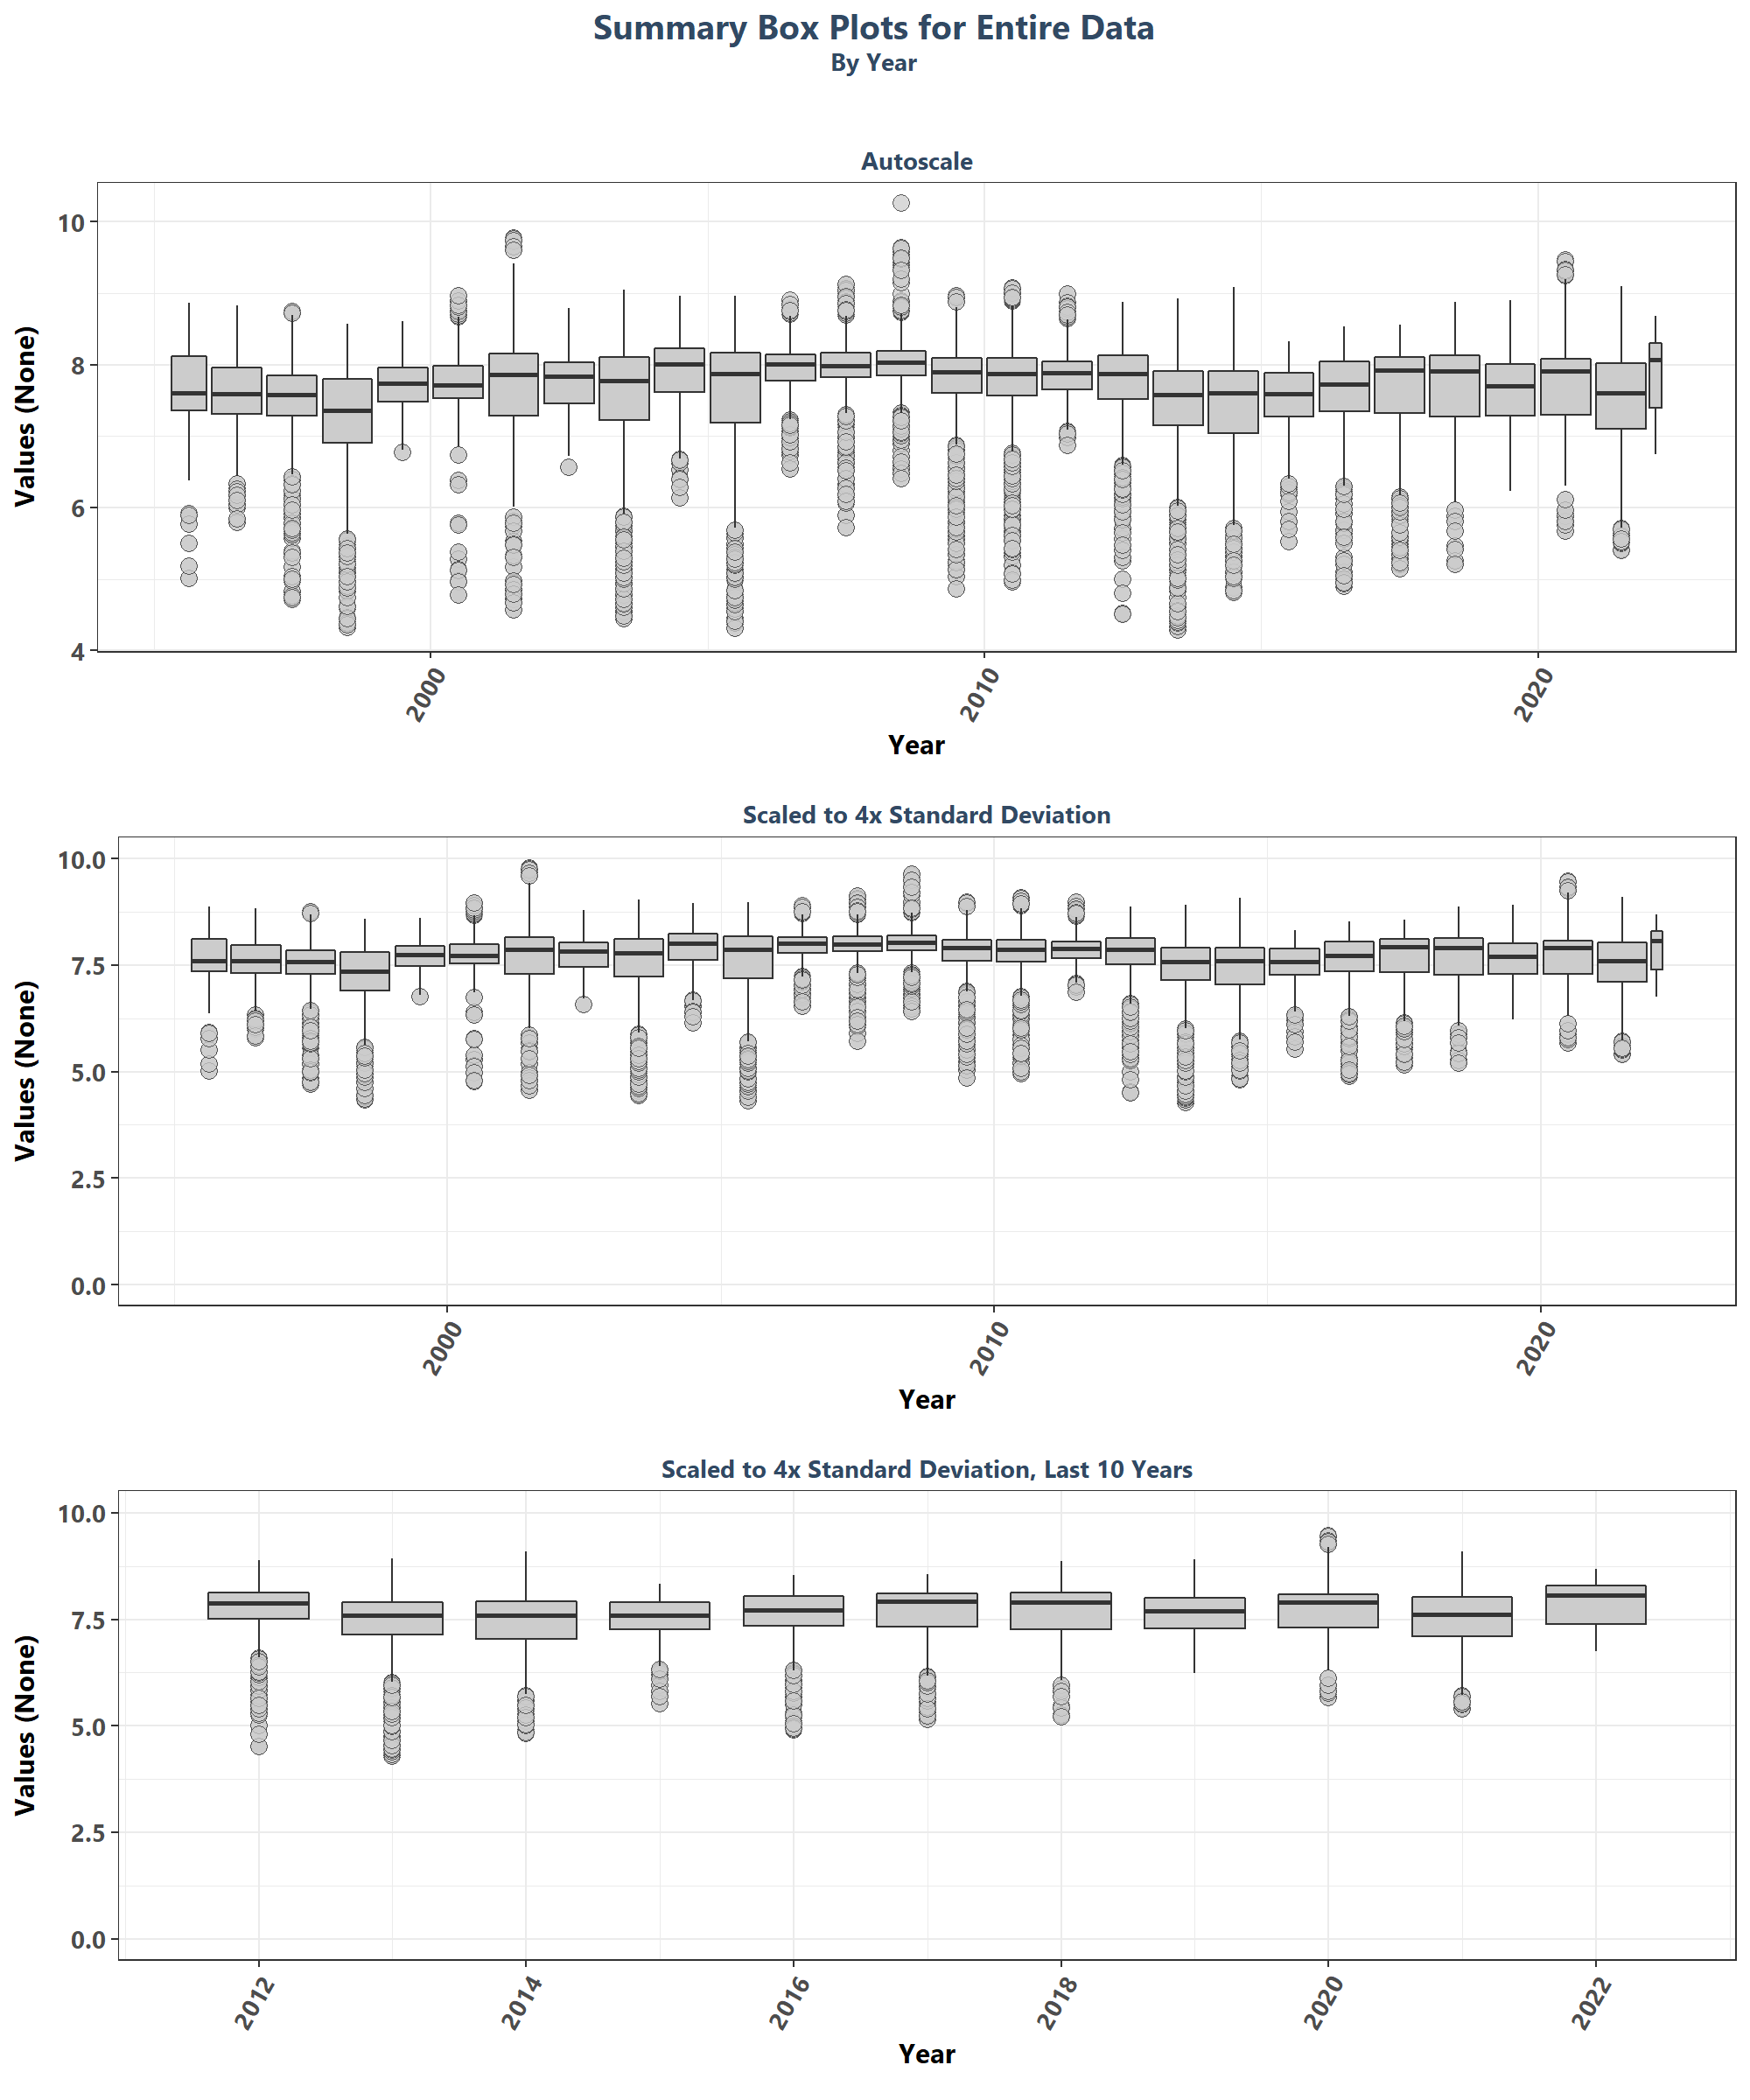 Summary Box Plots for Entire Data
By Year
Autoscale
Values (None)
10
8
6
4
2000
2010
2020
Year
Scaled to 4x Standard Deviation
Values (None)
10.0
7.5
5.0
2.5
0.0
2000
2010
2020
Year
Scaled to 4x Standard Deviation, Last 10 Years
Values (None)
10.0
7.5
5.0
2.5
0.0
2012
2014
2016
2018
2020
2022
Year